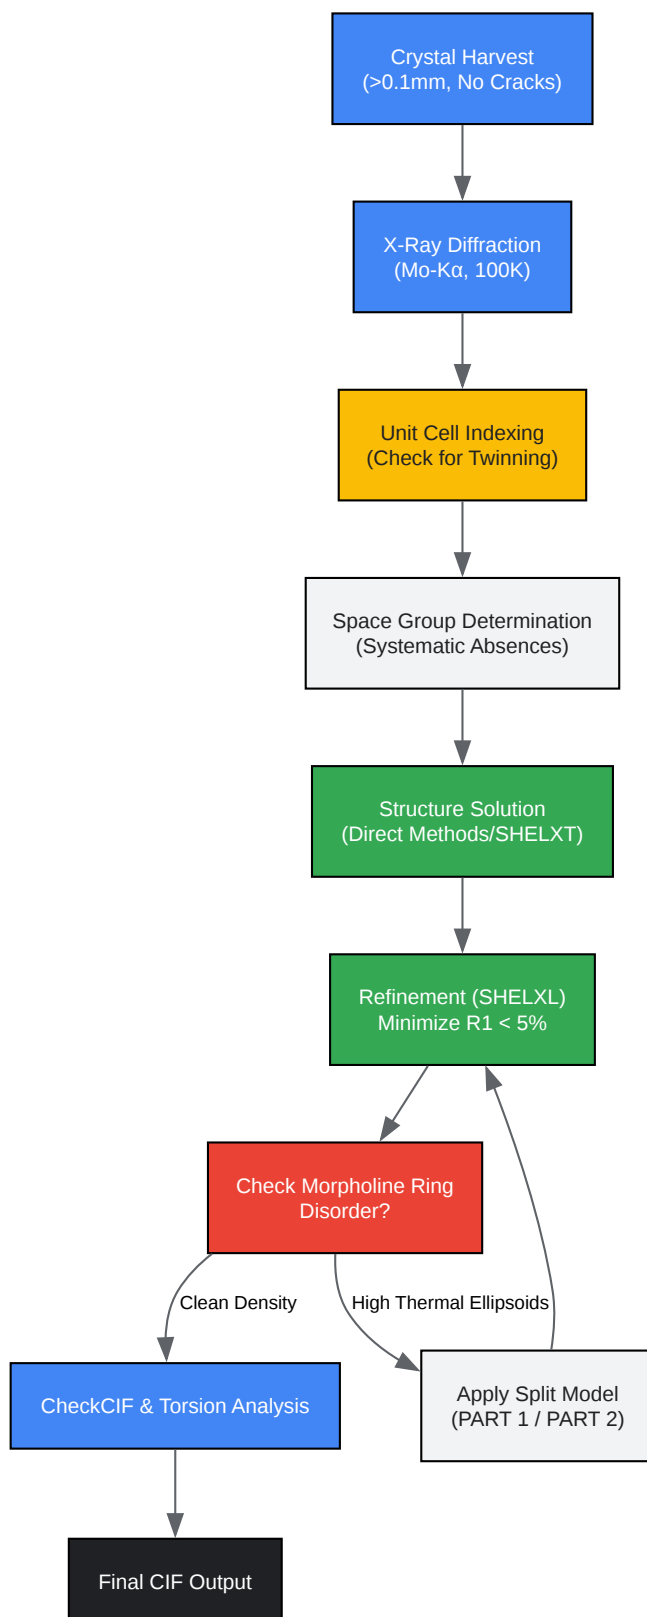 Crystal Harvest
(>0.1mm, No Cracks)
X-Ray Diffraction
(Mo-Kα, 100K)
Unit Cell Indexing
(Check for Twinning)
Space Group Determination
(Systematic Absences)
Structure Solution
(Direct Methods/SHELXT)
Refinement (SHELXL)
Minimize R1 < 5%
Check Morpholine Ring
Disorder?
Clean Density
High Thermal Ellipsoids
CheckCIF & Torsion Analysis
Apply Split Model
(PART 1 / PART 2)
Final CIF Output